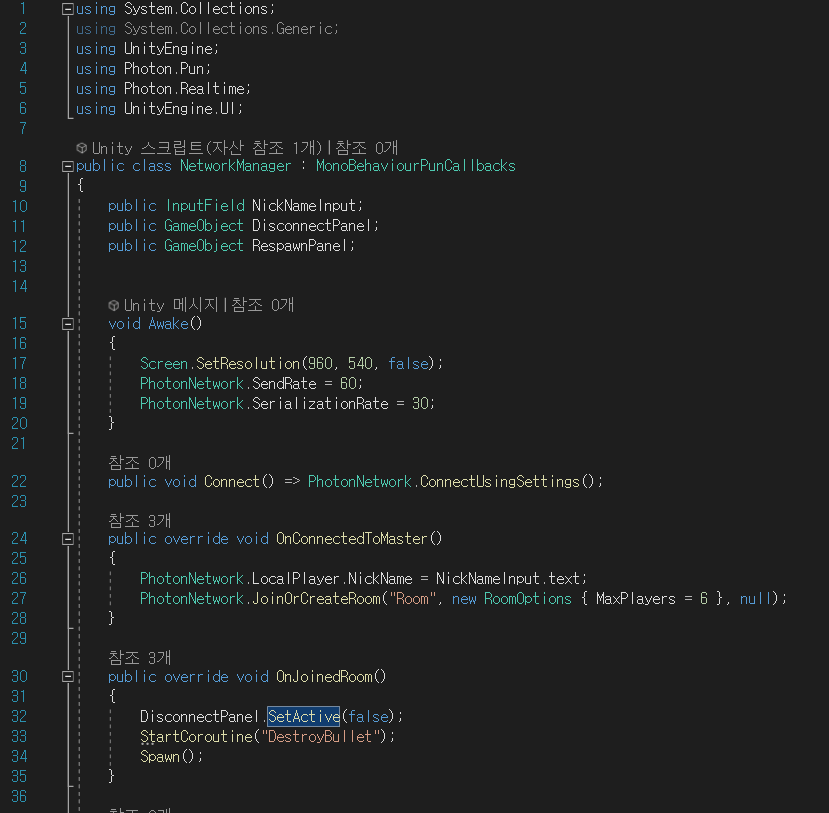 1 using System.Collections;
2 using System.Collections.Generic;
3 using UnityEngine;
4 using Photon.Pun;
5 using Photon.Realtime;
6 using UnityEngine.UI;
7
Unity 스크립트(자산 참조 1개)|참조 0개
8 public class NetworkManager : MonoBehaviourPunCallbacks
9 {
10 public InputField NickNameInput;
11 public GameObject DisconnectPanel;
12 public GameObject RespawnPanel;
13
14
Unity 메시지|참조 0개
15 void Awake()
16 {
17 Screen.SetResolution(960, 540, false);
18 PhotonNetwork.SendRate = 60;
19 PhotonNetwork.SerializationRate = 30;
20 }
21
참조 0개
22 public void Connect() => PhotonNetwork.ConnectUsingSettings();
23
참조 3개
24 public override void OnConnectedToMaster()
25 {
26 PhotonNetwork.LocalPlayer.NickName = NickNameInput.text;
27 PhotonNetwork.JoinOrCreateRoom("Room", new RoomOptions { MaxPlayers = 6 }, null);
28 }
29
참조 3개
30 public override void OnJoinedRoom()
31 {
32 DisconnectPanel.SetActive(false);
33 StartCoroutine("DestroyBullet");
34 Spawn();
35 }
36